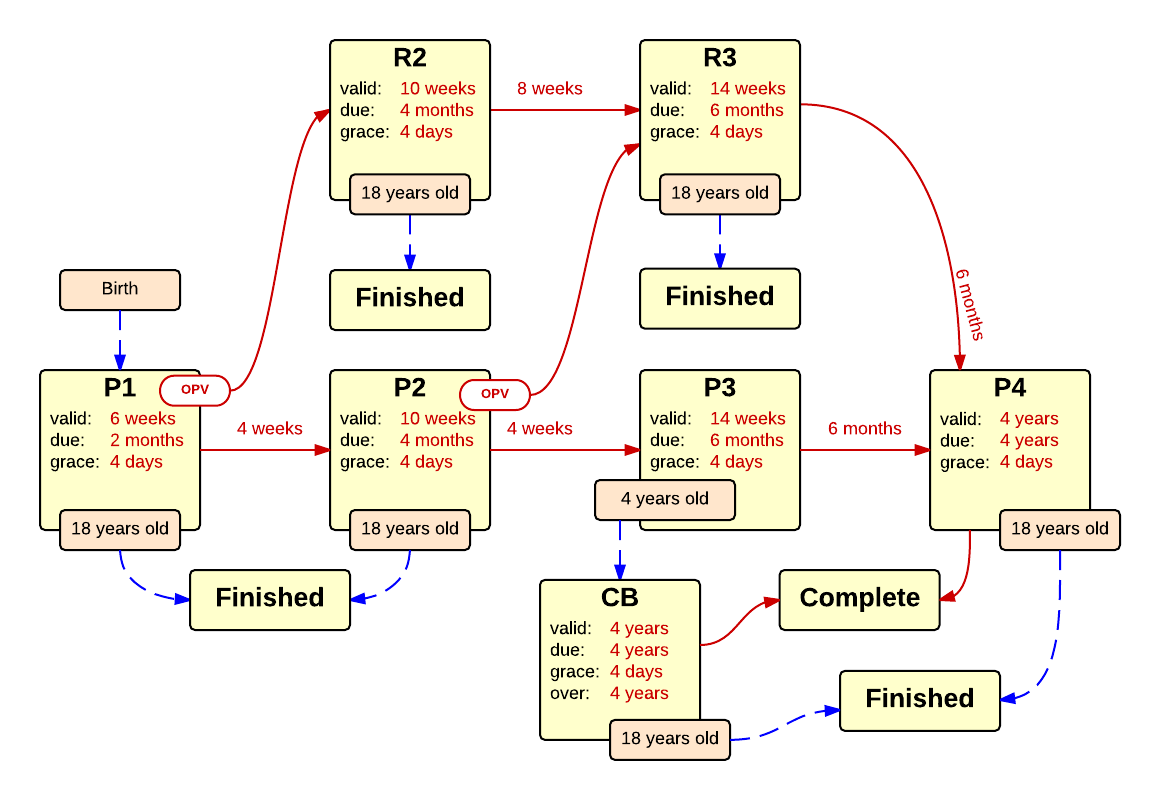 R2
valid: 10 weeks
due: 4 months
grace: 4 days
18 years old
8 weeks
R3
valid: 14 weeks
due: 6 months
grace: 4 days
18 years old
Finished
Finished
6 months
Birth
P1
valid: 6 weeks
due: 2 months
grace: 4 days
18 years old
OPV
4 weeks
P2
valid: 10 weeks
due: 4 months
grace: 4 days
18 years old
OPV
4 weeks
P3
valid: 14 weeks
due: 6 months
grace: 4 days
4 years old
6 months
P4
valid: 4 years
due: 4 years
grace: 4 days
18 years old
Finished
CB
valid: 4 years
due: 4 years
grace: 4 days
over: 4 years
18 years old
Complete
Finished